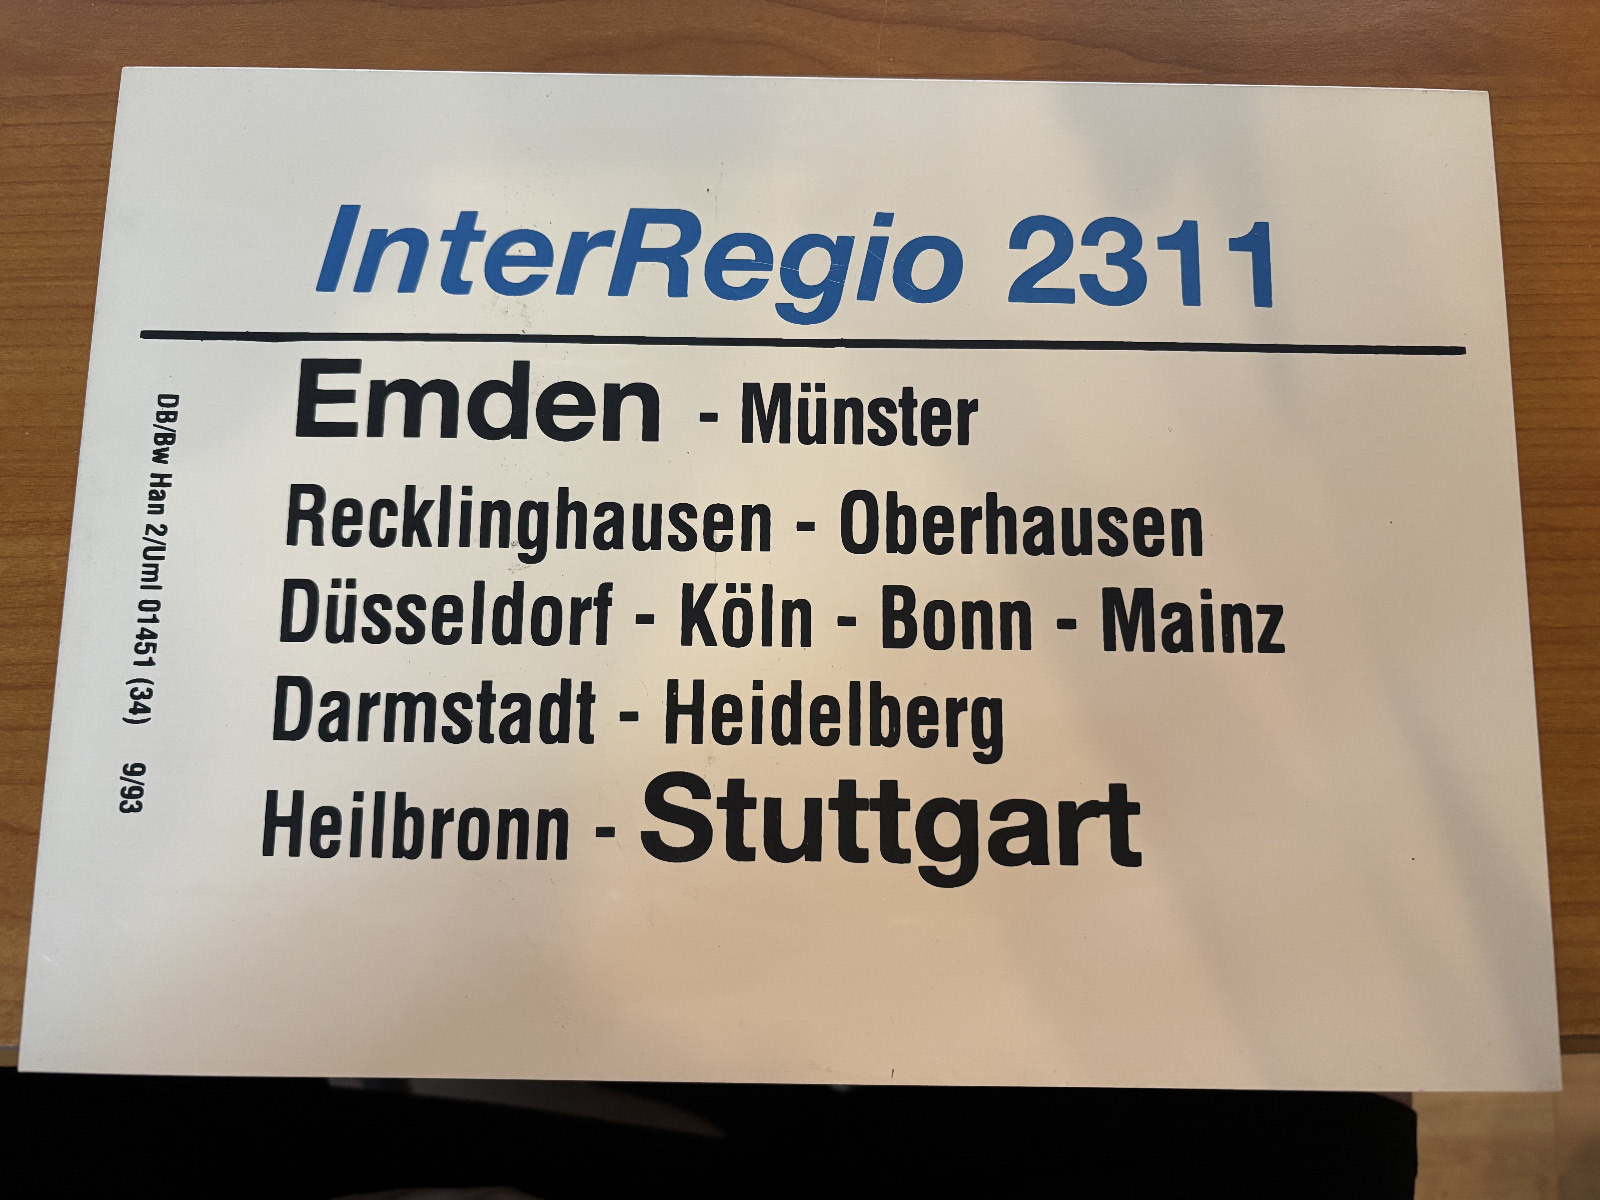 InterRegio 2311
Emden - Münster
Recklinghausen - Oberhausen
Düsseldorf - Köln - Bonn - Mainz
Darmstadt - Heidelberg
Heilbronn - Stuttgart
DB/Bw Han 2/Uml 01451 (34) 9/93